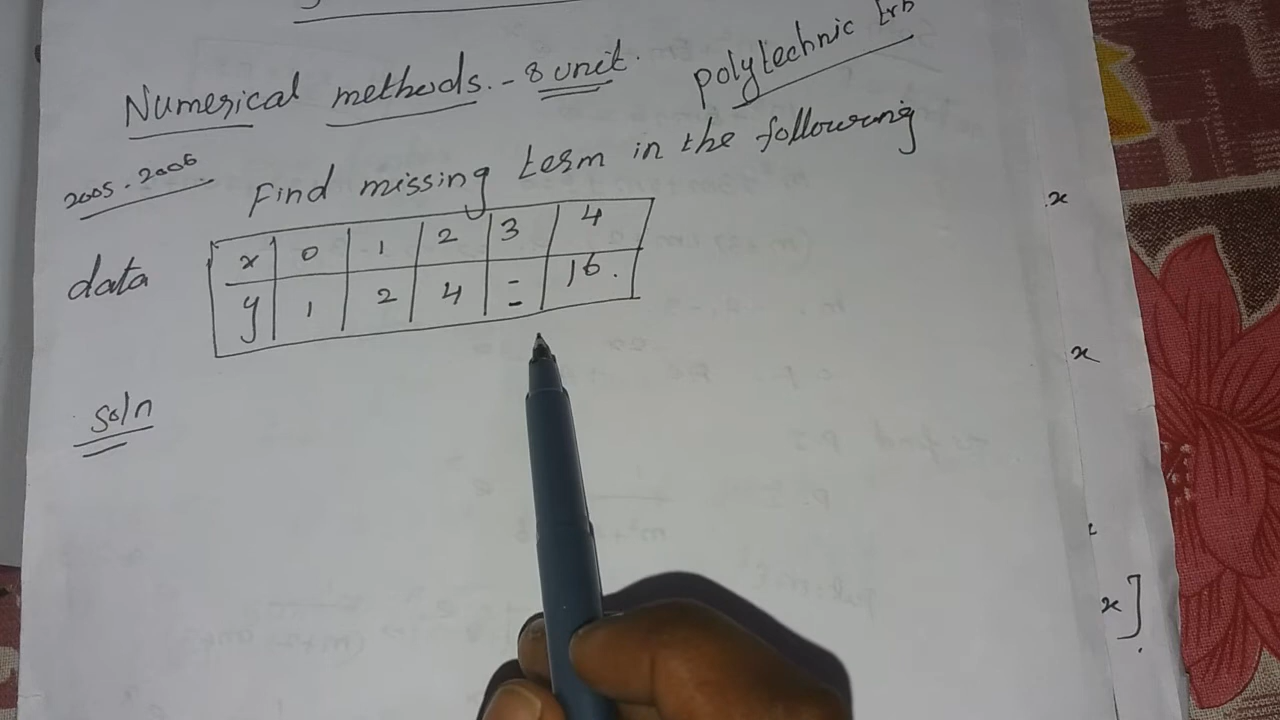 Numerical methods. - 8 unit.
polytechnic trb
2005-2006
Find missing term in the following
data
x 0 1 2 3 4
y 1 2 4 - 16.
Soln
x
x
x]